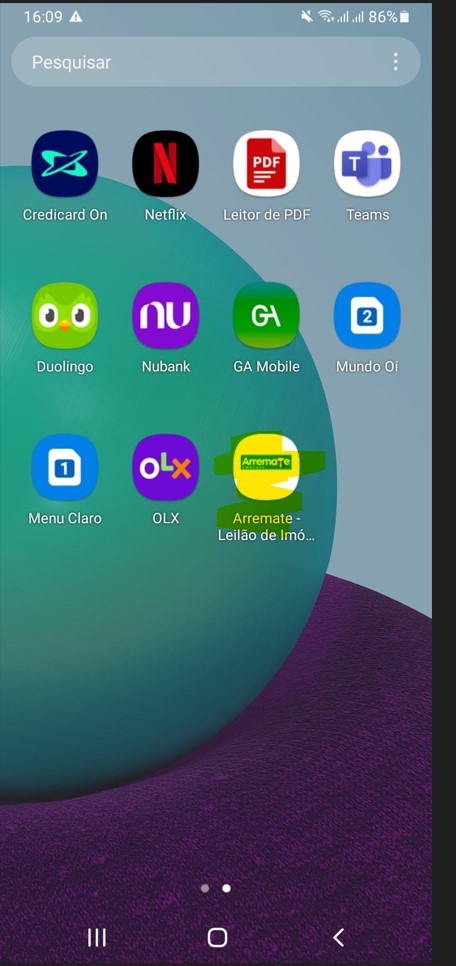 16:09 86%
Pesquisar
PDF T
Credicard On Netflix Leitor de PDF Teams
nu GA 2
Duolingo Nubank GA Mobile Mundo Oi
1 OLX Arremate
Menu Claro OLX Arremate -
Leilão de Imó...